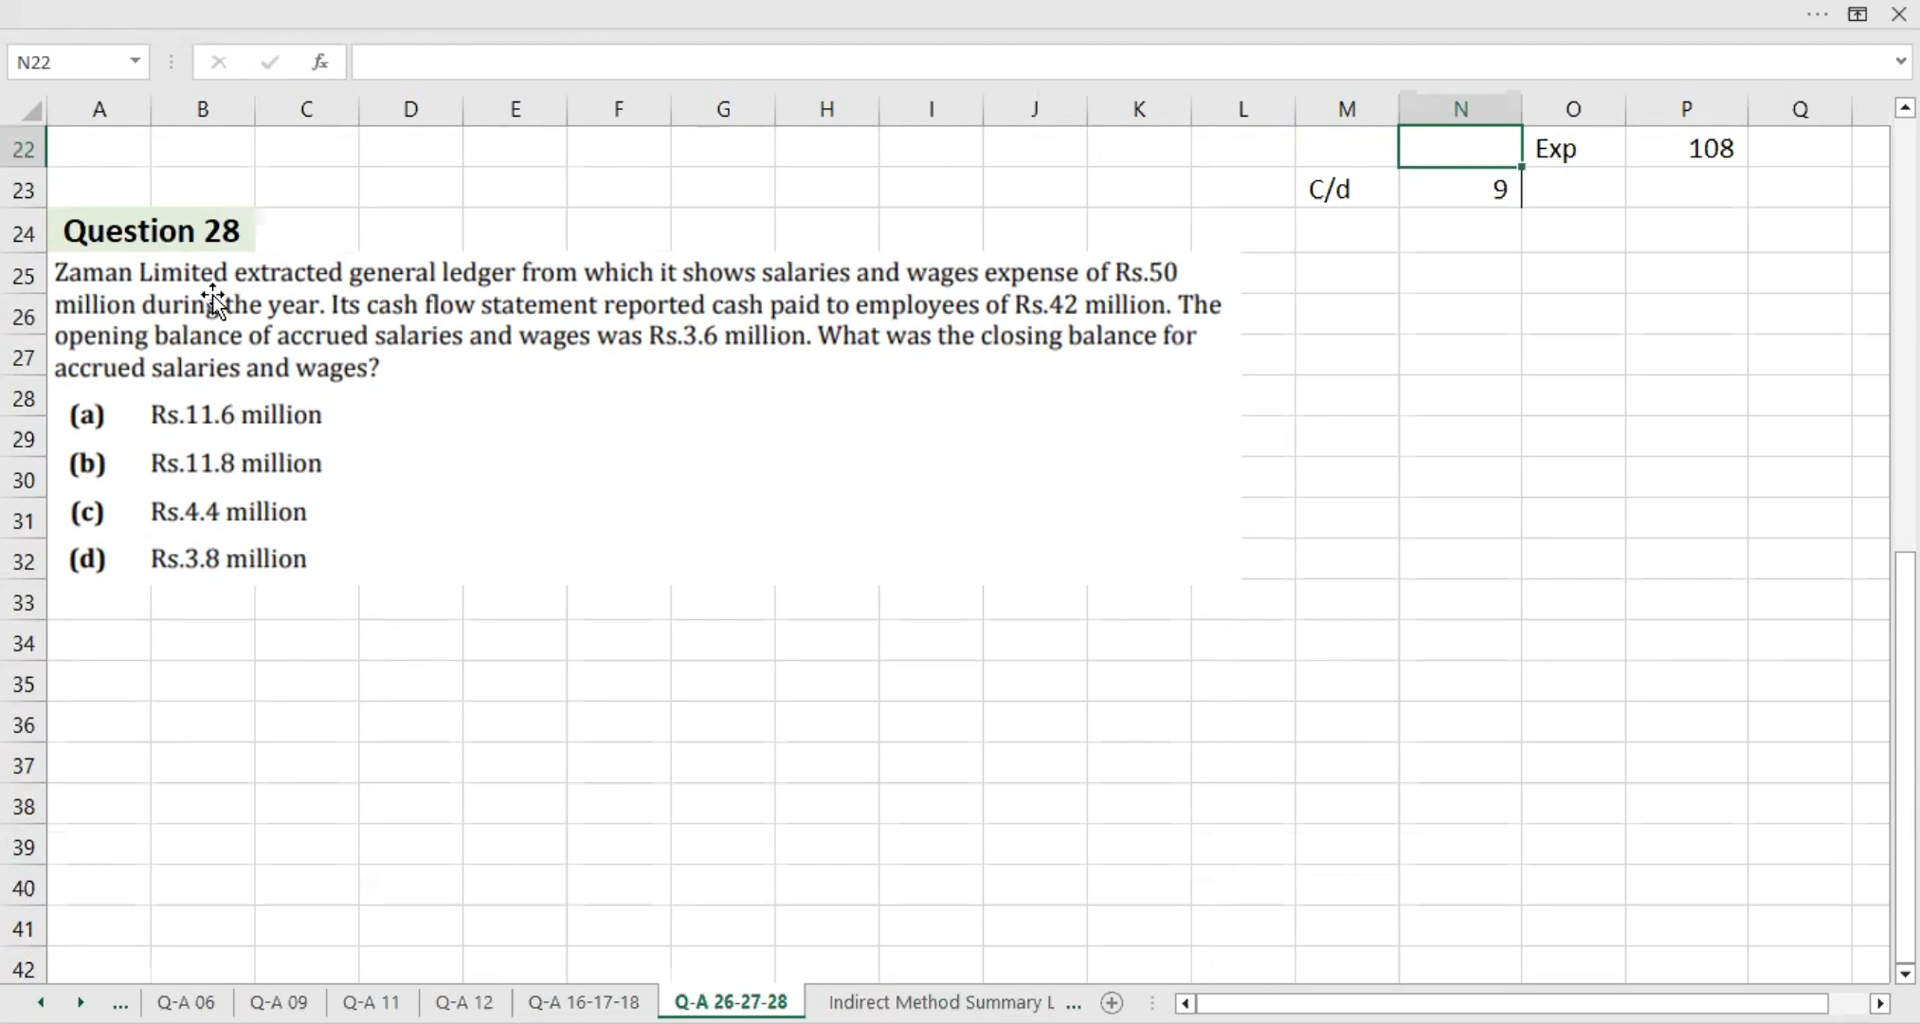 N22
fx
A B C D E F G H I J K L M N O P Q
22 Exp 108
23 C/d 9
24 Question 28
25 Zaman Limited extracted general ledger from which it shows salaries and wages expense of Rs.50
26 million during the year. Its cash flow statement reported cash paid to employees of Rs.42 million. The
27 opening balance of accrued salaries and wages was Rs.3.6 million. What was the closing balance for
accrued salaries and wages?
28 (a) Rs.11.6 million
29
30 (b) Rs.11.8 million
31 (c) Rs.4.4 million
32 (d) Rs.3.8 million
33
34
35
36
37
38
39
40
41
42
... Q-A 06 Q-A 09 Q-A 11 Q-A 12 Q-A 16-17-18 Q-A 26-27-28 Indirect Method Summary L ...